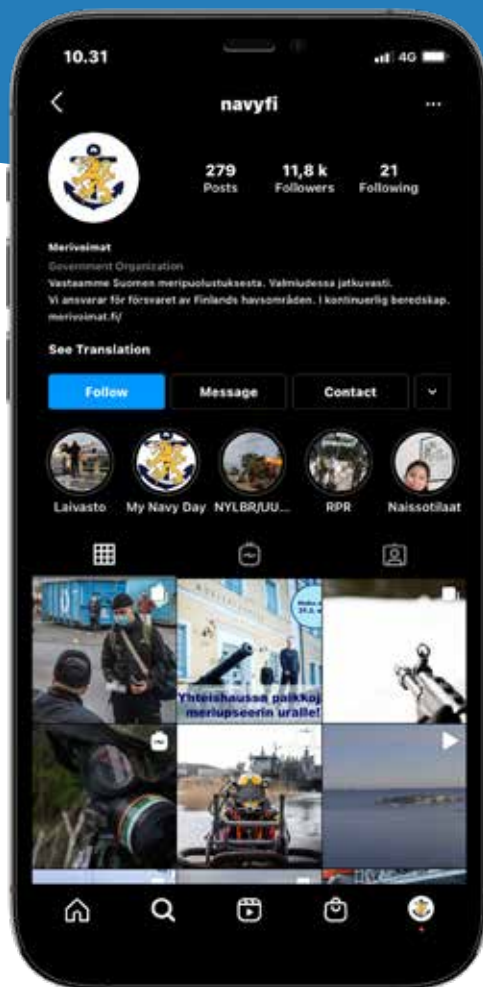 10.31
4G
navyfi
279 11,8 k 21
Posts Followers Following
Merivoimat
Government Organization
Vastaamme Suomen meripuolustuksesta. Valmiudessa jatkuvasti.
Vi ansvarar för försvaret av Finlands havsområden. I kontinuerlig beredskap.
merivoimat.fi/
See Translation
Follow Message Contact
Laivasto My Navy Day NYLBR/UU... RPR Naissotilaat
Yhteishaussa paikkoja
meriupseerin uralle!